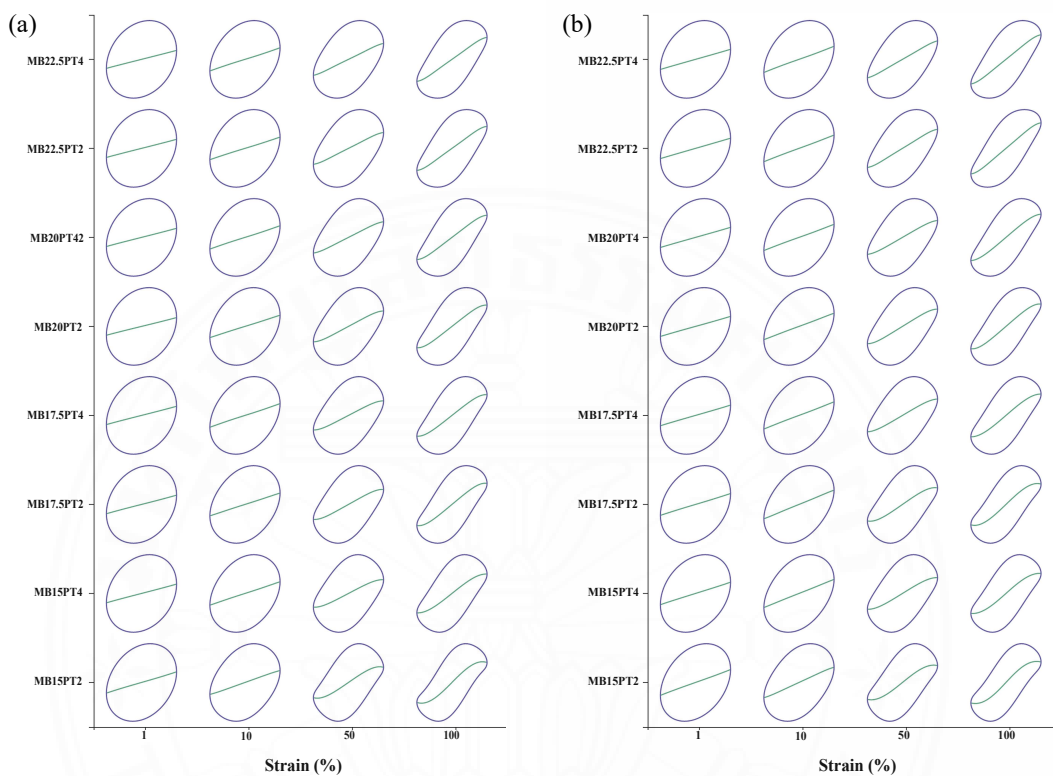 (a)
MB22.5PT4
MB22.5PT2
MB20PT42
MB20PT2
MB17.5PT4
MB17.5PT2
MB15PT4
MB15PT2
1 10 50 100
Strain (%)
(b)
MB22.5PT4
MB22.5PT2
MB20PT4
MB20PT2
MB17.5PT4
MB17.5PT2
MB15PT4
MB15PT2
1 10 50 100
Strain (%)